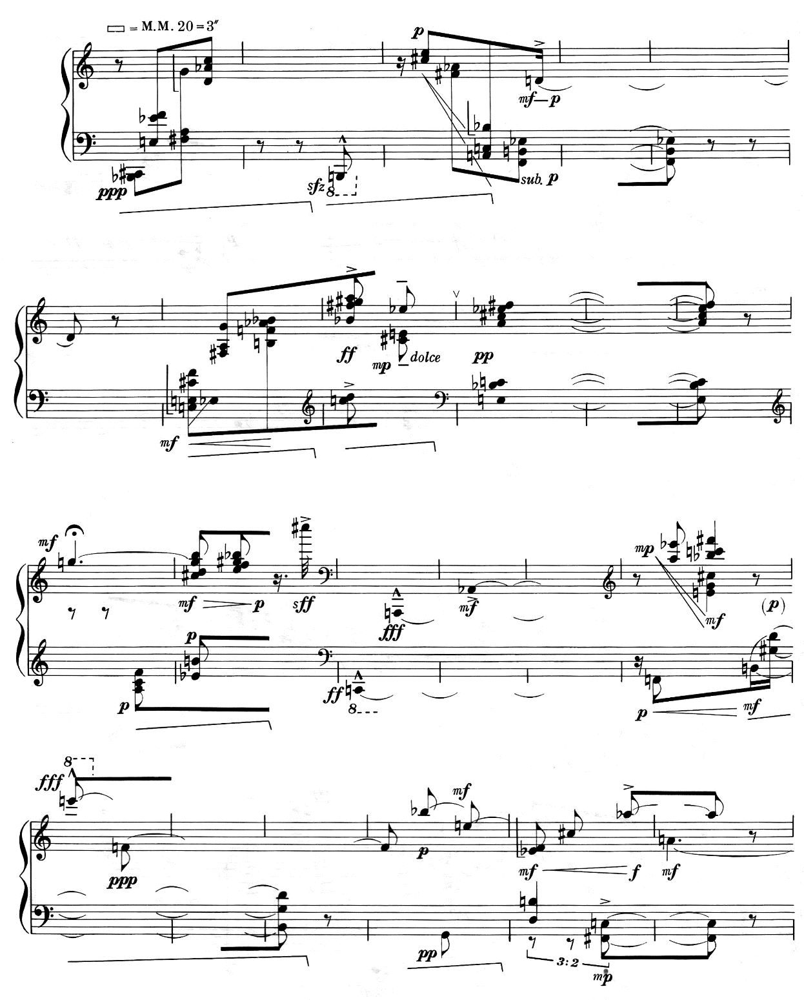 = M.M. 20 = 3″
p
mf — p
ppp
sfz
8
sub. p
ff
mp dolce
pp
mf
mf
mp
mf p sff
mf
mf
(p)
fff
p
p
ff
8
p
mf
8
fff
mf
ppp
p
mf f mf
pp
3:2
mp